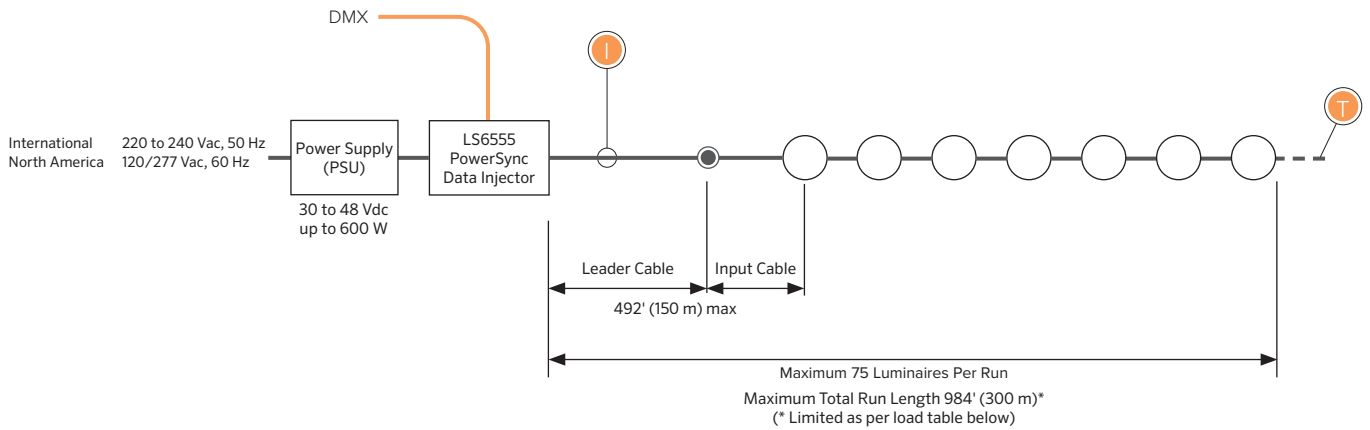 DMX
I
T
International 220 to 240 Vac, 50 Hz
North America 120/277 Vac, 60 Hz
Power Supply
(PSU)
LS6555
PowerSync
Data Injector
30 to 48 Vdc
up to 600 W
Leader Cable
Input Cable
492' (150 m) max
Maximum 75 Luminaires Per Run
Maximum Total Run Length 984' (300 m)*
(* Limited as per load table below)